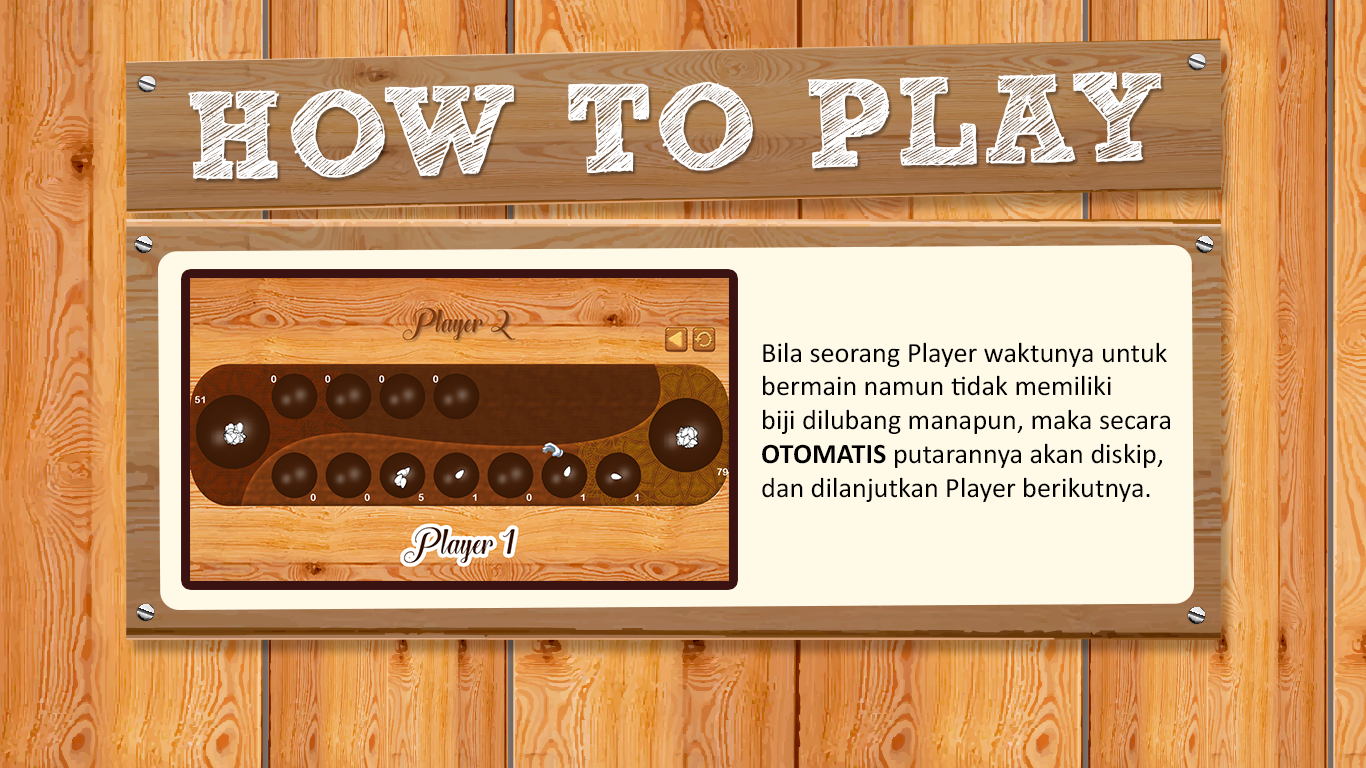 HOW TO PLAY
Player 2
0 0 0 0
51
79
0 0 5 1 0 1 1
Player 1
Bila seorang Player waktunya untuk
bermain namun tidak memiliki
biji dilubang manapun, maka secara
OTOMATIS putarannya akan diskip,
dan dilanjutkan Player berikutnya.